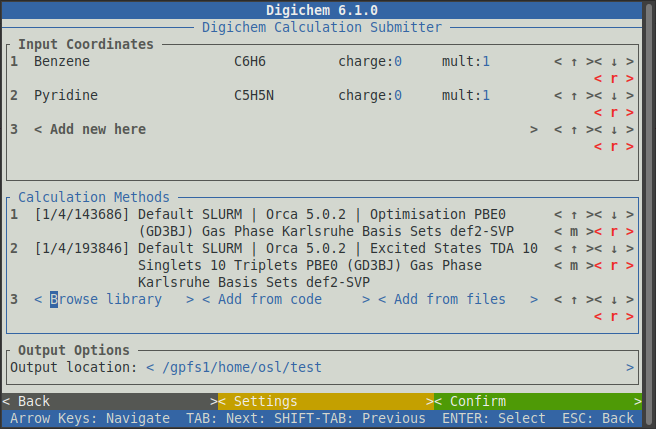 Digichem 6.1.0
Digichem Calculation Submitter
Input Coordinates
1 Benzene C6H6 charge:0 mult:1 < ↑ >< ↓ >
< r >
2 Pyridine C5H5N charge:0 mult:1 < ↑ >< ↓ >
< r >
3 < Add new here > < ↑ >< ↓ >
< r >
Calculation Methods
1 [1/4/143686] Default SLURM | Orca 5.0.2 | Optimisation PBE0 < ↑ >< ↓ >
(GD3BJ) Gas Phase Karlsruhe Basis Sets def2-SVP < m >< r >
2 [1/4/193846] Default SLURM | Orca 5.0.2 | Excited States TDA 10 < ↑ >< ↓ >
Singlets 10 Triplets PBE0 (GD3BJ) Gas Phase < m >< r >
Karlsruhe Basis Sets def2-SVP
3 < Browse library > < Add from code > < Add from files > < ↑ >< ↓ >
< r >
Output Options
Output location: < /gpfs1/home/osl/test >
< Back >< Settings >< Confirm >
Arrow Keys: Navigate TAB: Next: SHIFT-TAB: Previous ENTER: Select ESC: Back